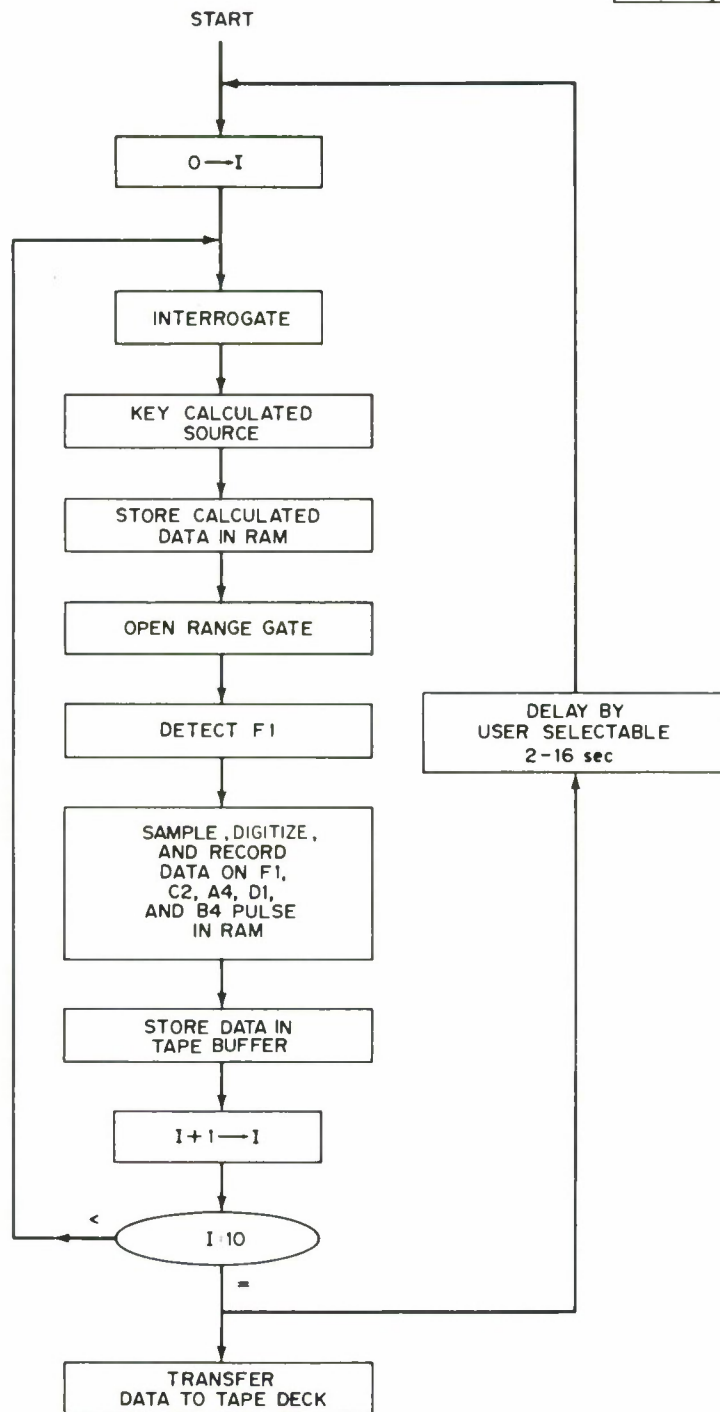 START
O → I
INTERROGATE
KEY CALCULATED
SOURCE
STORE CALCULATED
DATA IN RAM
OPEN RANGE GATE
DETECT F1
SAMPLE, DIGITIZE,
AND RECORD
DATA ON F1,
C2, A4, D1,
AND B4 PULSE
IN RAM
STORE DATA IN
TAPE BUFFER
I + 1 → I
I : 10
<
=
TRANSFER
DATA TO TAPE DECK
DELAY BY
USER SELECTABLE
2-16 sec